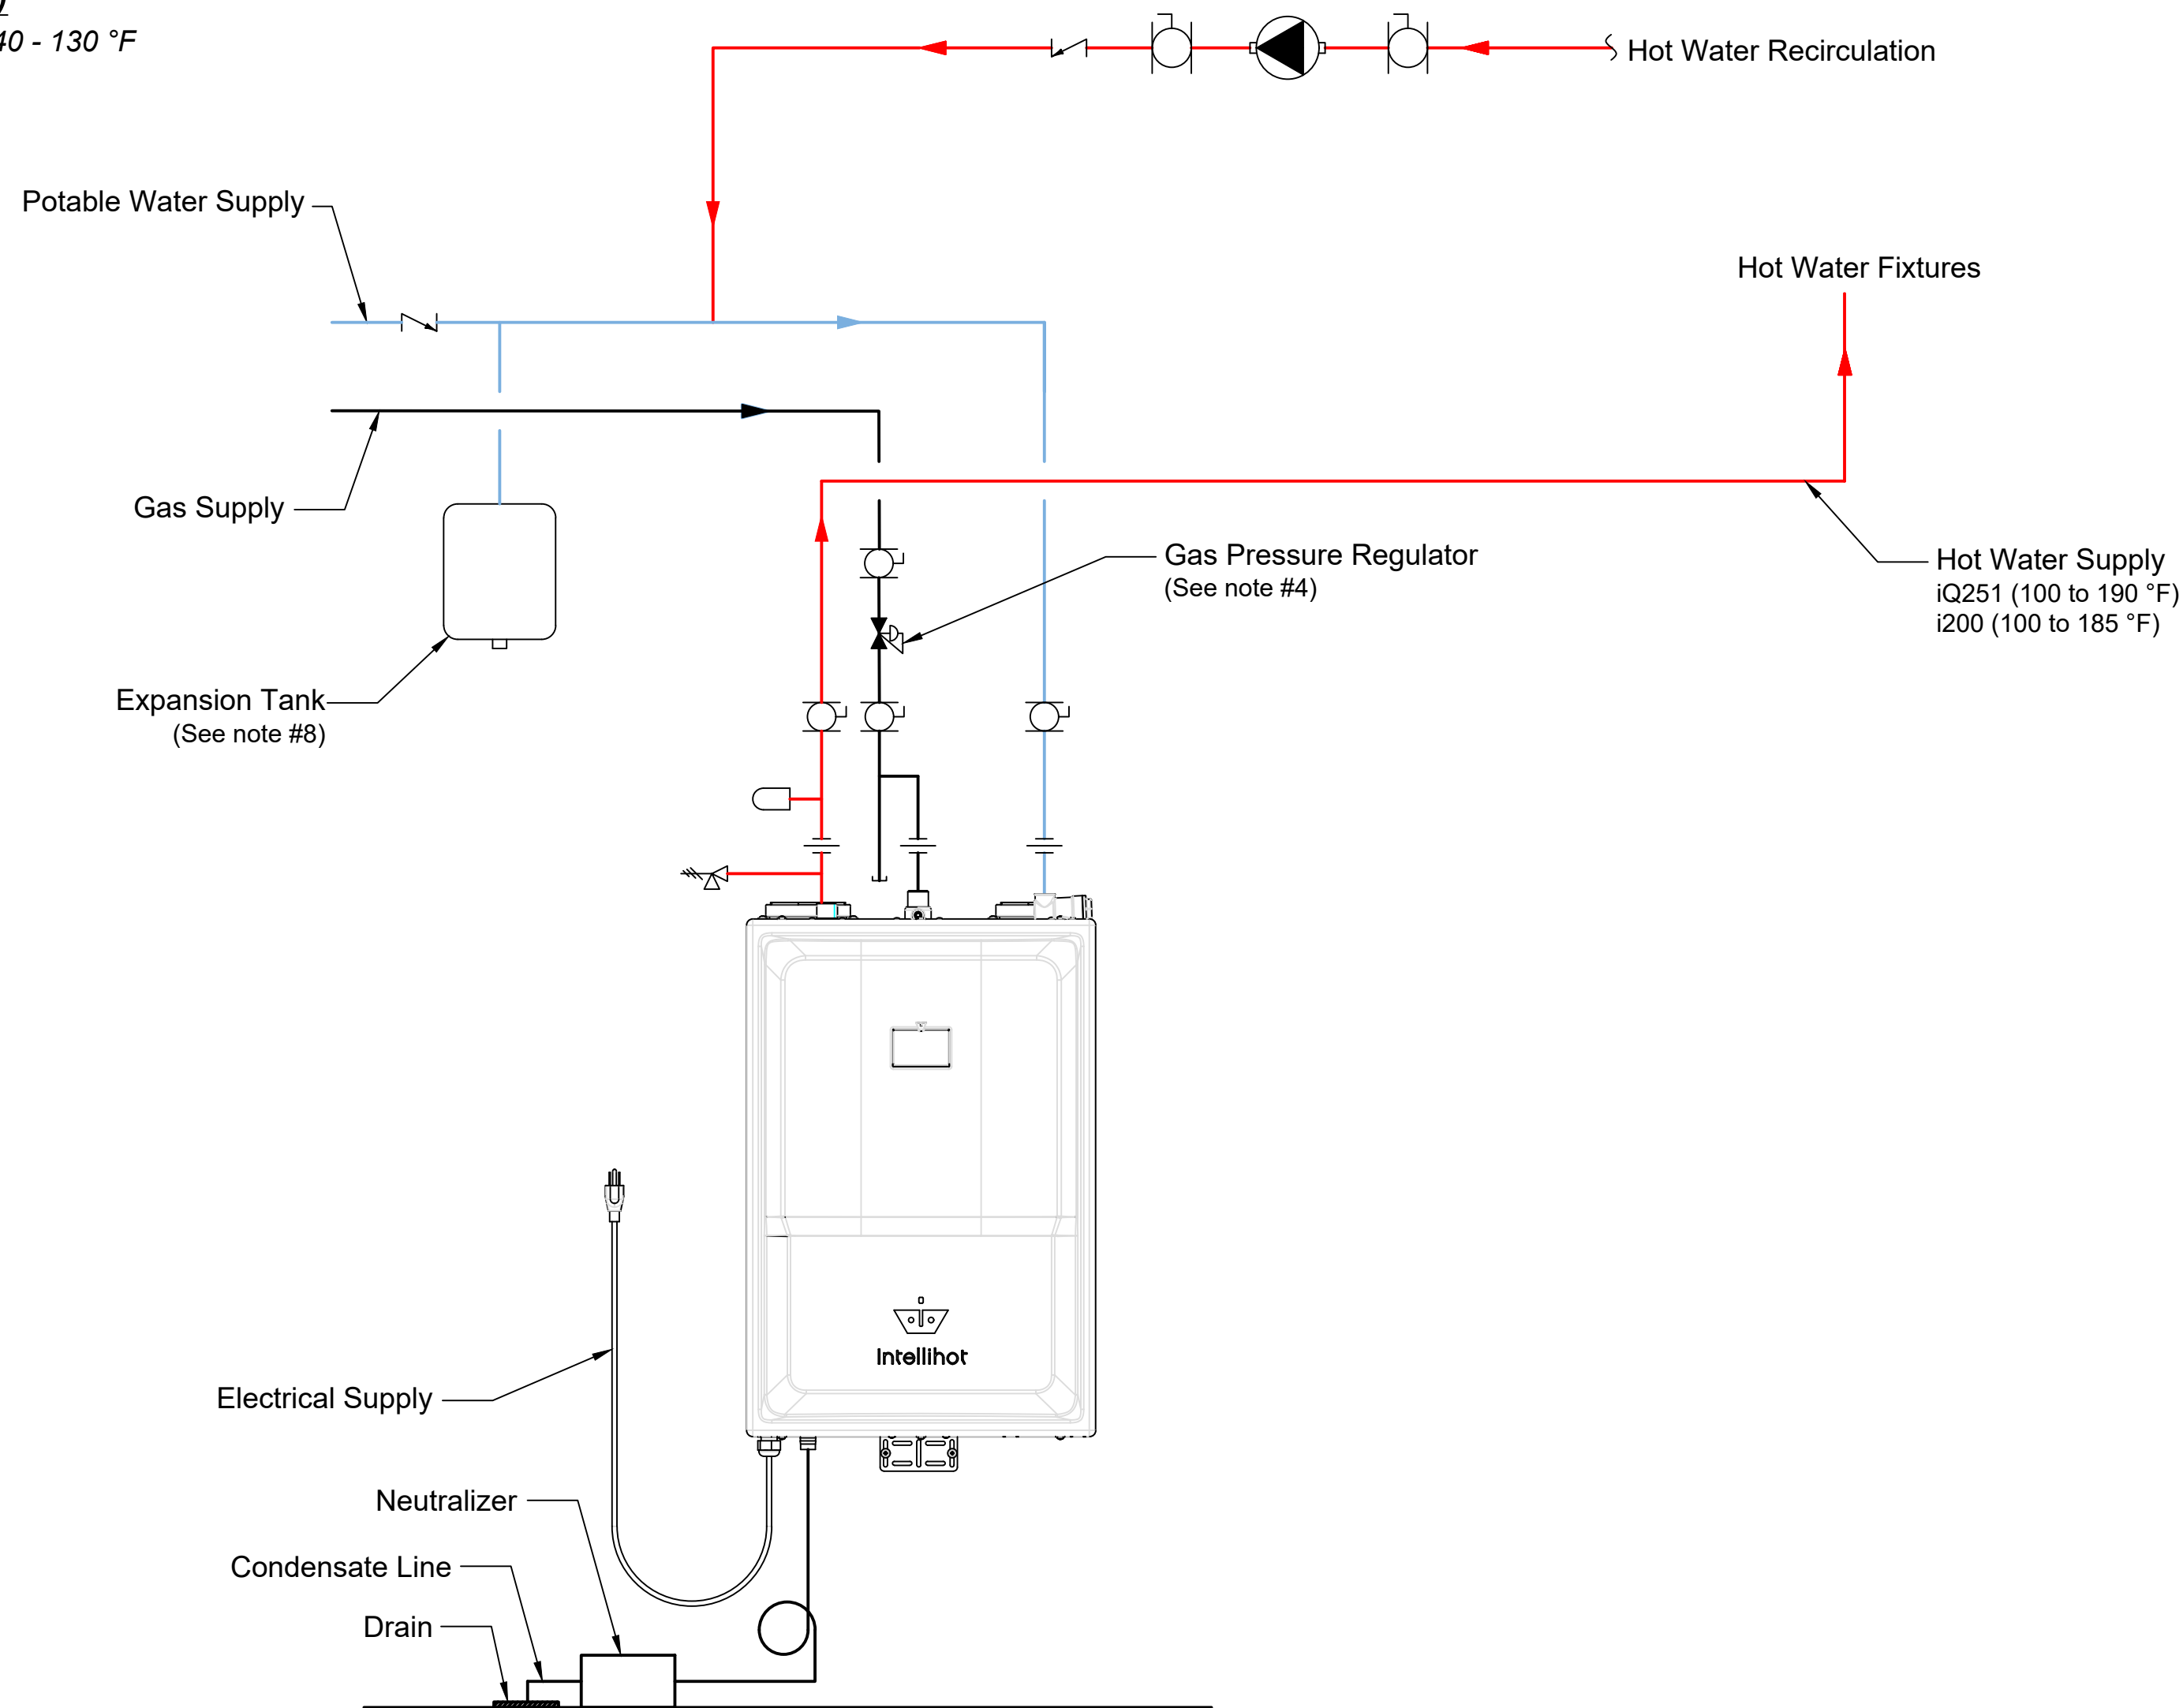 40 - 130 °F
Hot Water Recirculation
Potable Water Supply
Hot Water Fixtures
Gas Supply
Gas Pressure Regulator
(See note #4)
Hot Water Supply
iQ251 (100 to 190 °F)
i200 (100 to 185 °F)
Expansion Tank
(See note #8)
Intellihot
Electrical Supply
Neutralizer
Condensate Line
Drain